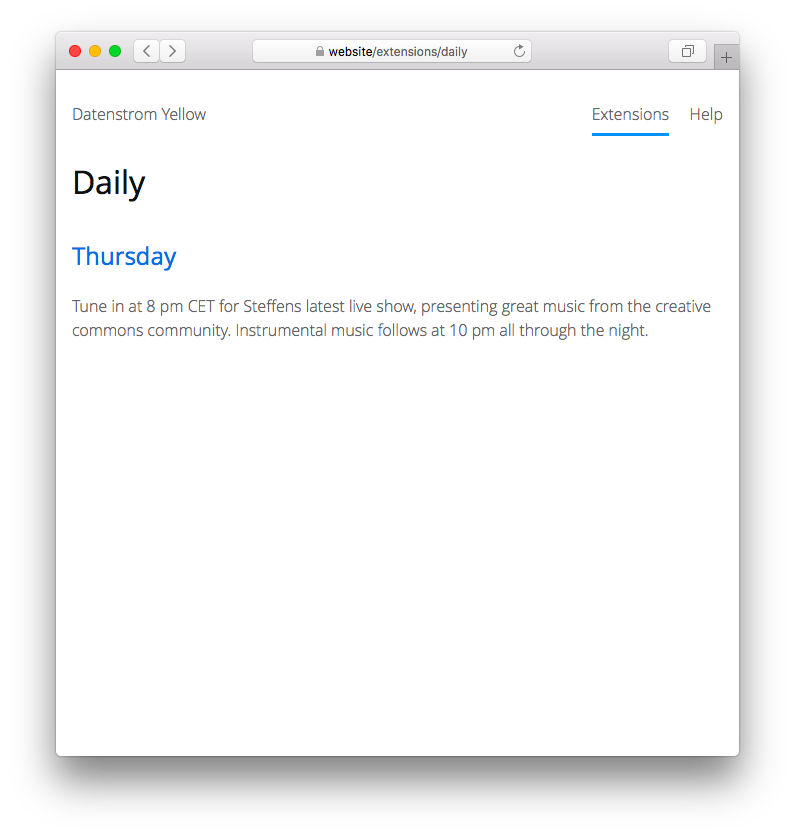 website/extensions/daily
Datenstrom Yellow
Extensions
Help
Daily
Thursday
Tune in at 8 pm CET for Steffens latest live show, presenting great music from the creative
commons community. Instrumental music follows at 10 pm all through the night.